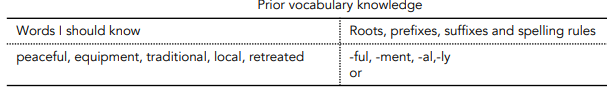 Prior vocabulary knowledge
Words I should know Roots, prefixes, suffixes and spelling rules
peaceful, equipment, traditional, local, retreated -ful, -ment, -al,-ly
or